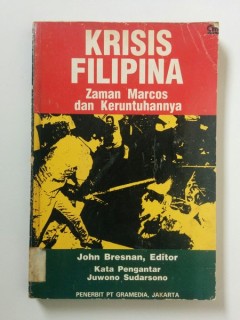 KRISIS
FILIPINA
Zaman Marcos
dan Keruntuhannya
John Bresnan, Editor
Kata Pengantar
Juwono Sudarsono
PENERBIT PT GRAMEDIA, JAKARTA